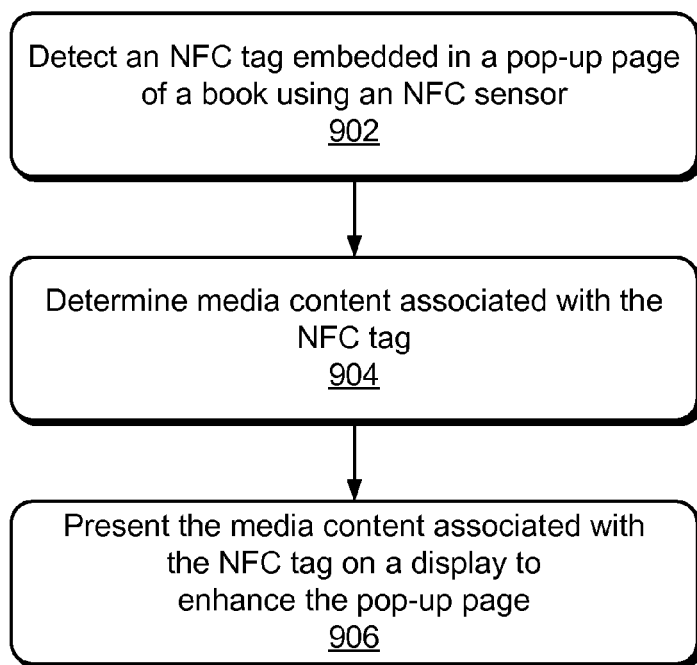 Detect an NFC tag embedded in a pop-up page
of a book using an NFC sensor
902
Determine media content associated with the
NFC tag
904
Present the media content associated with
the NFC tag on a display to
enhance the pop-up page
906